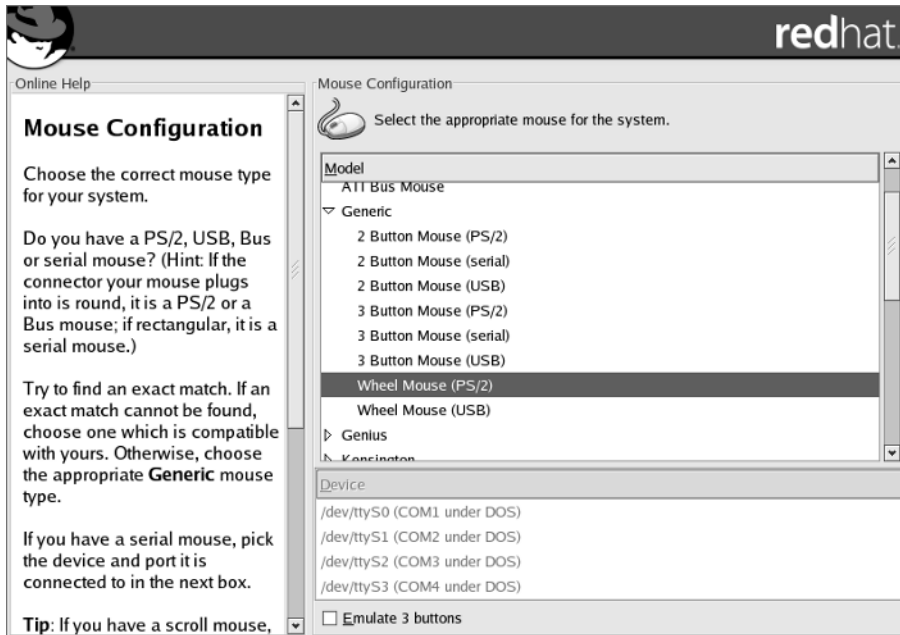 redhat.
Online Help
Mouse Configuration
Choose the correct mouse type
for your system.
Do you have a PS/2, USB, Bus
or serial mouse? (Hint: If the
connector your mouse plugs
into is round, it is a PS/2 or a
Bus mouse; if rectangular, it is a
serial mouse.)
Try to find an exact match. If an
exact match cannot be found,
choose one which is compatible
with yours. Otherwise, choose
the appropriate Generic mouse
type.
If you have a serial mouse, pick
the device and port it is
connected to in the next box.
Tip: If you have a scroll mouse,
Mouse Configuration
Select the appropriate mouse for the system.
Model
ATI Bus Mouse
Generic
2 Button Mouse (PS/2)
2 Button Mouse (serial)
2 Button Mouse (USB)
3 Button Mouse (PS/2)
3 Button Mouse (serial)
3 Button Mouse (USB)
Wheel Mouse (PS/2)
Wheel Mouse (USB)
Genius
Kensington
Device
/dev/ttyS0 (COM1 under DOS)
/dev/ttyS1 (COM2 under DOS)
/dev/ttyS2 (COM3 under DOS)
/dev/ttyS3 (COM4 under DOS)
Emulate 3 buttons